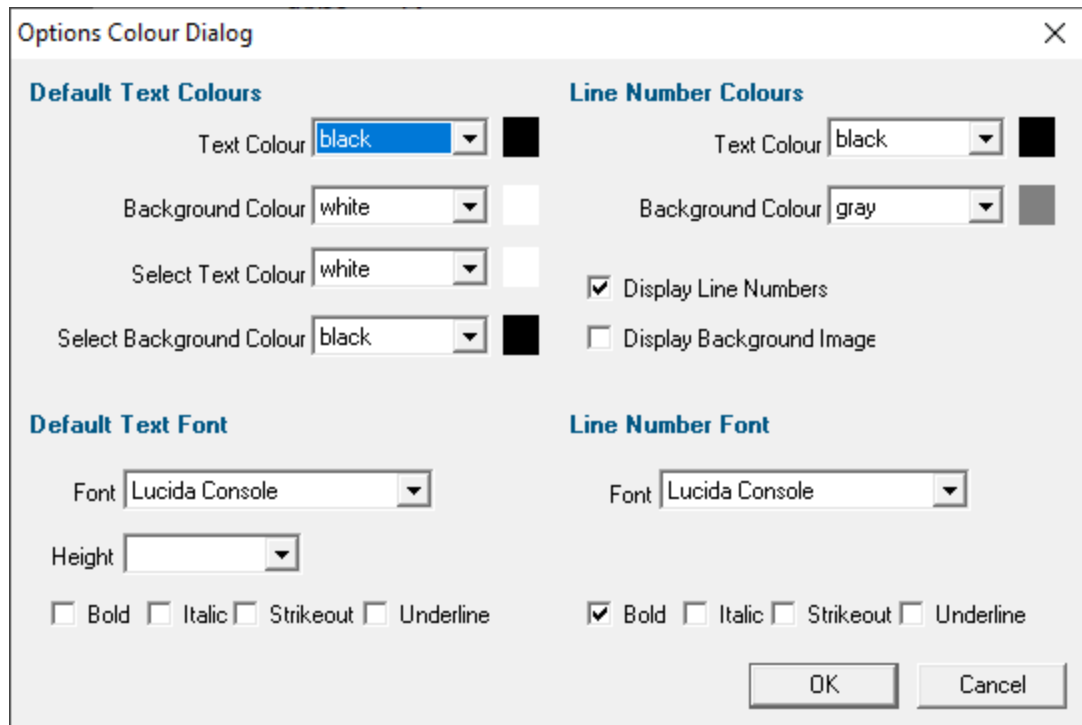 Options Colour Dialog
Default Text Colours
Text Colour black
Background Colour white
Select Text Colour white
Select Background Colour black
Line Number Colours
Text Colour black
Background Colour gray
Display Line Numbers
Display Background Image
Default Text Font
Font Lucida Console
Height
Bold Italic Strikeout Underline
Line Number Font
Font Lucida Console
Bold Italic Strikeout Underline
OK Cancel